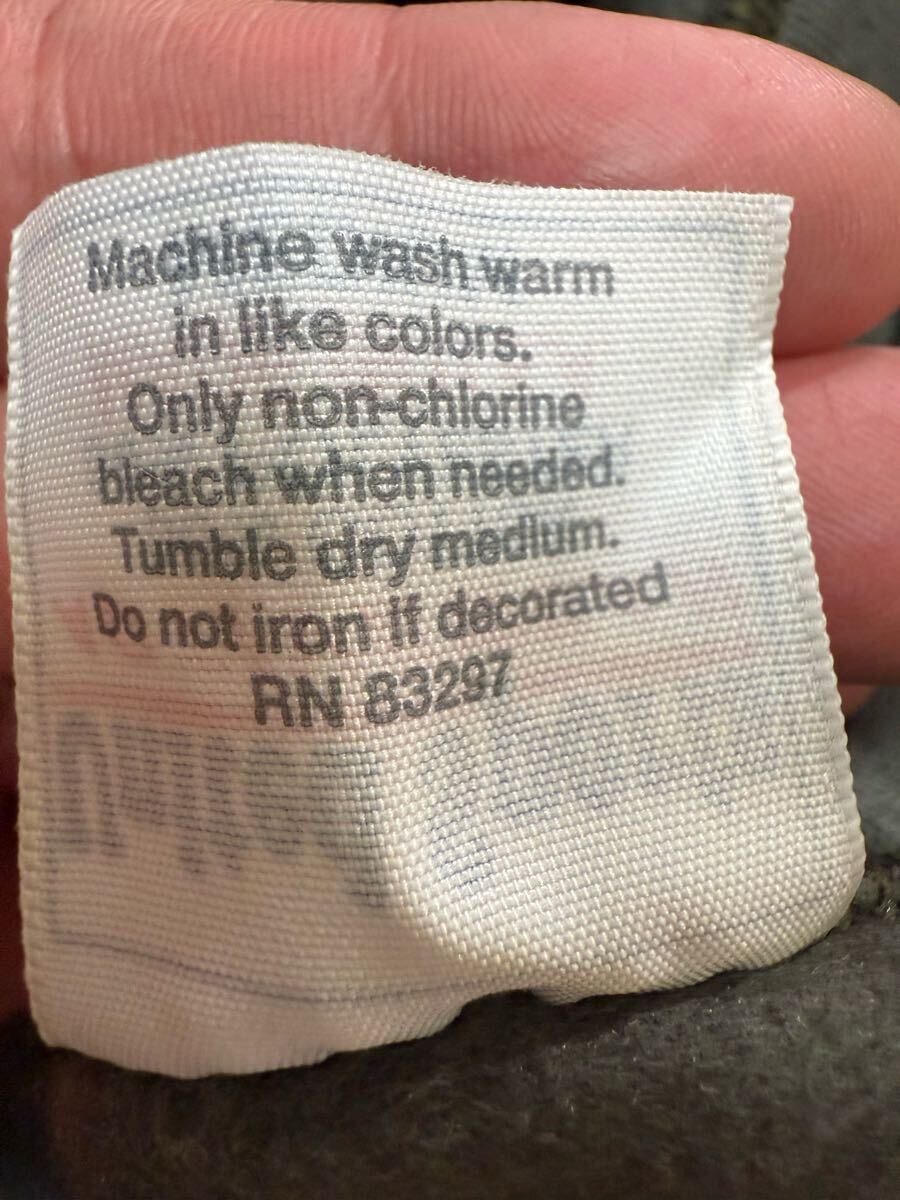 Machine wash warm
in like colors.
Only non-chlorine
bleach when needed.
Tumble dry medium.
Do not iron if decorated
RN 83297